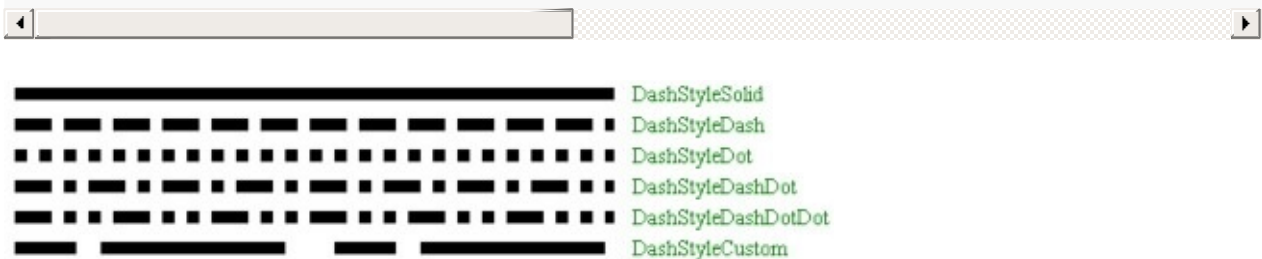 DashStyleSolid
DashStyleDash
DashStyleDot
DashStyleDashDot
DashStyleDashDotDot
DashStyleCustom